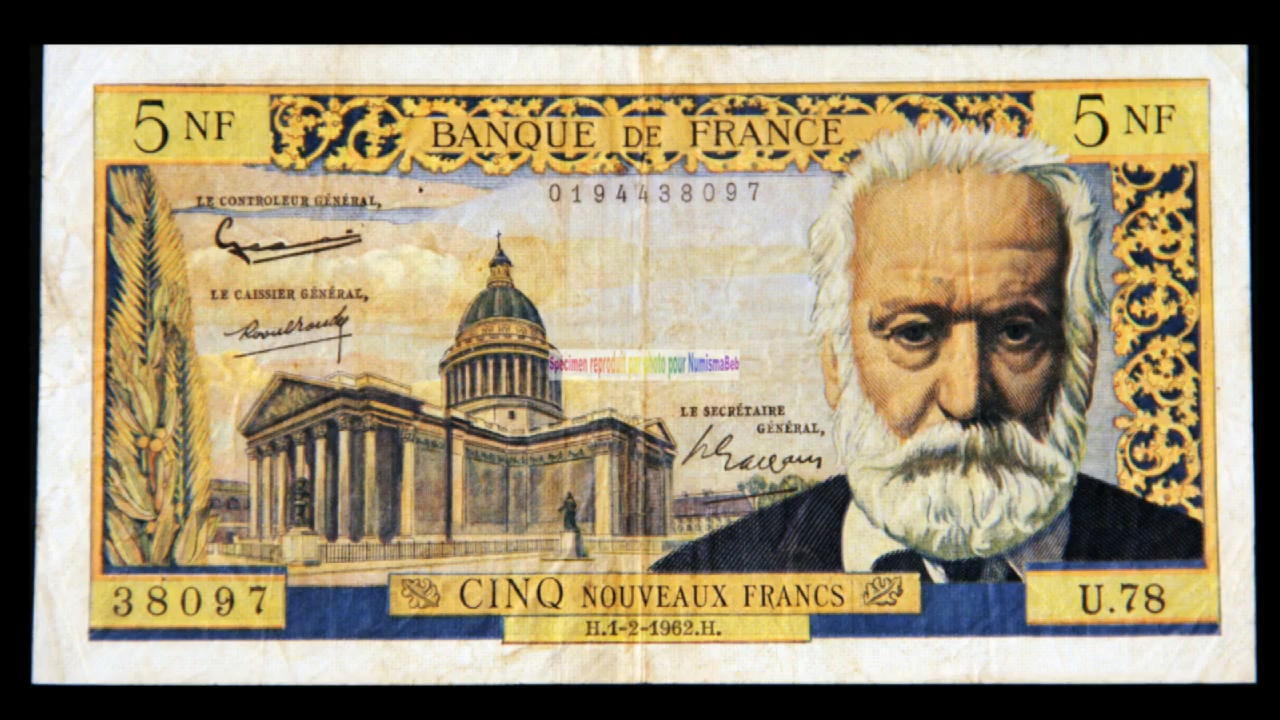 5 NF
BANQUE DE FRANCE
5 NF
0194438097
LE CONTROLEUR GÉNÉRAL,
LE CAISSIER GÉNÉRAL,
Specimen reproduit par photo pour NumismaBeb
LE SECRÉTAIRE
GÉNÉRAL,
38097
CINQ NOUVEAUX FRANCS
U.78
H.1-2-1962.H.